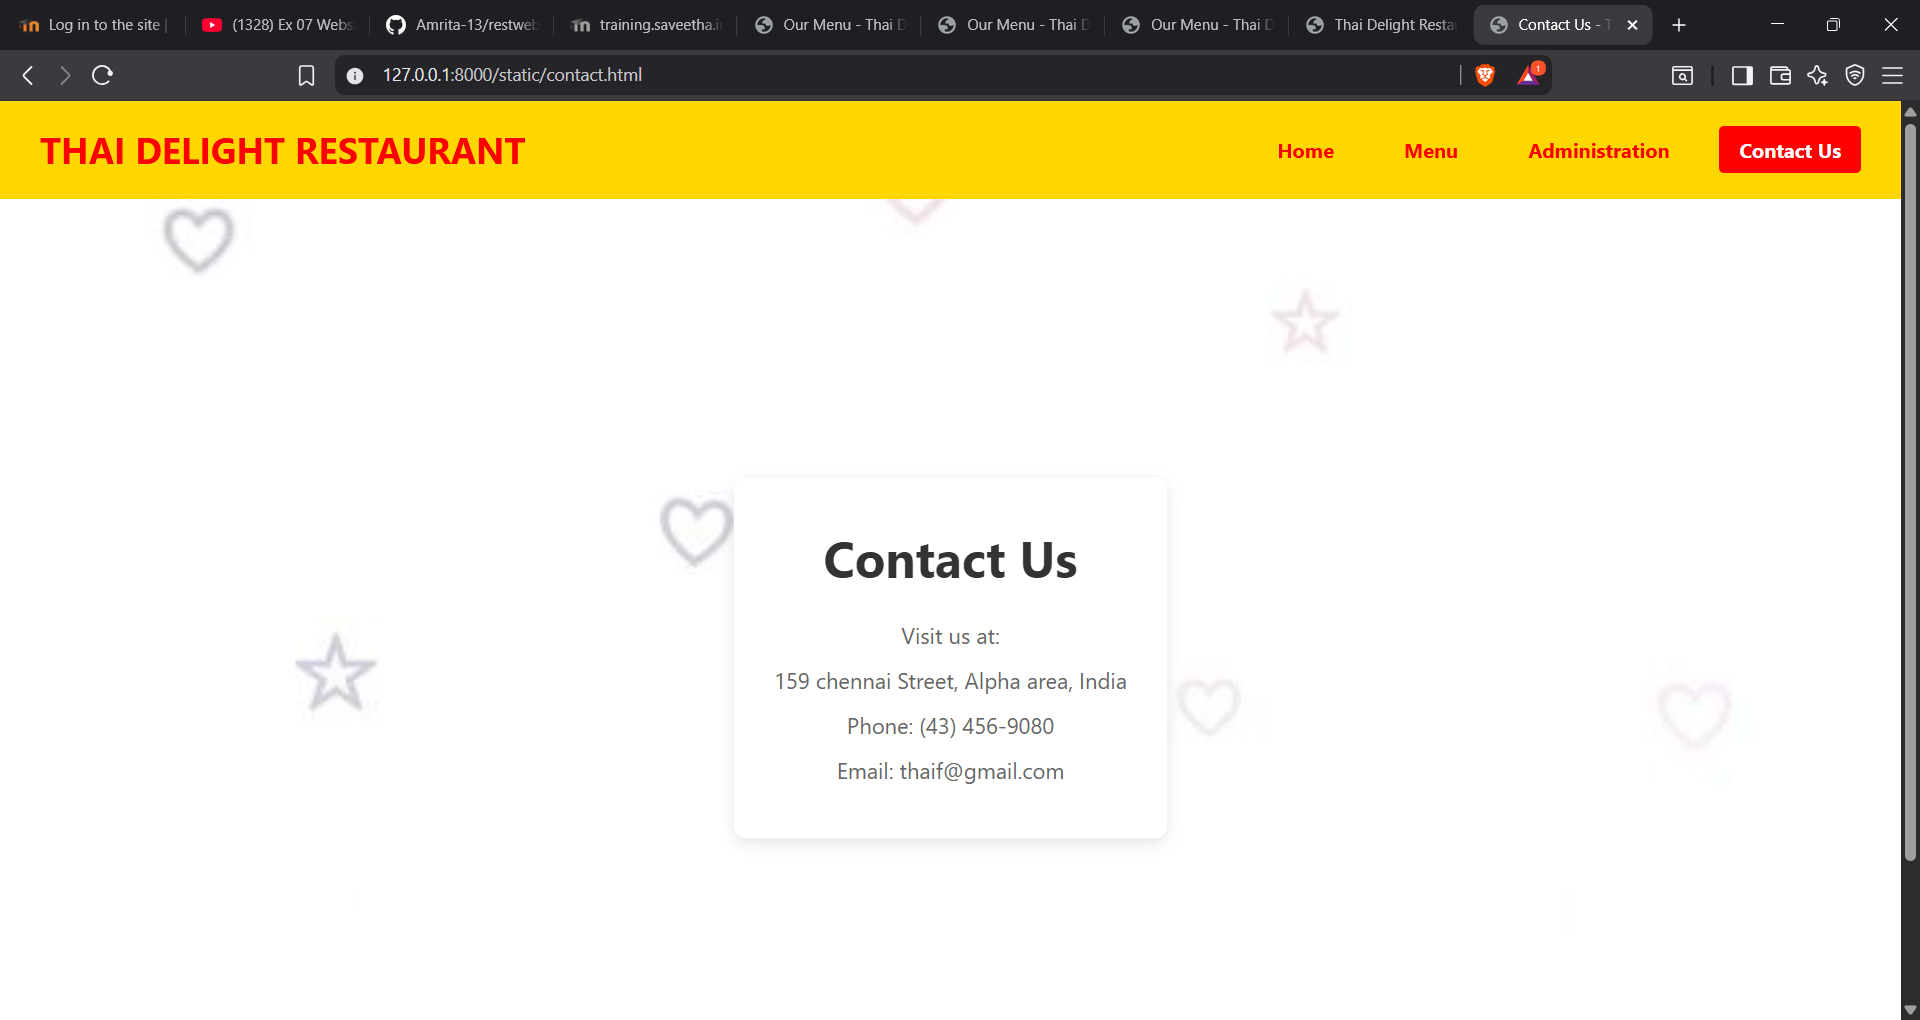 Log in to the site |
(1328) Ex 07 Webs
Amrita-13/restweb
training.saveetha.i
Our Menu - Thai D
Our Menu - Thai D
Our Menu - Thai D
Thai Delight Resta
Contact Us - T
127.0.0.1:8000/static/contact.html
1
THAI DELIGHT RESTAURANT
Home
Menu
Administration
Contact Us
Contact Us
Visit us at:
159 chennai Street, Alpha area, India
Phone: (43) 456-9080
Email: thaif@gmail.com